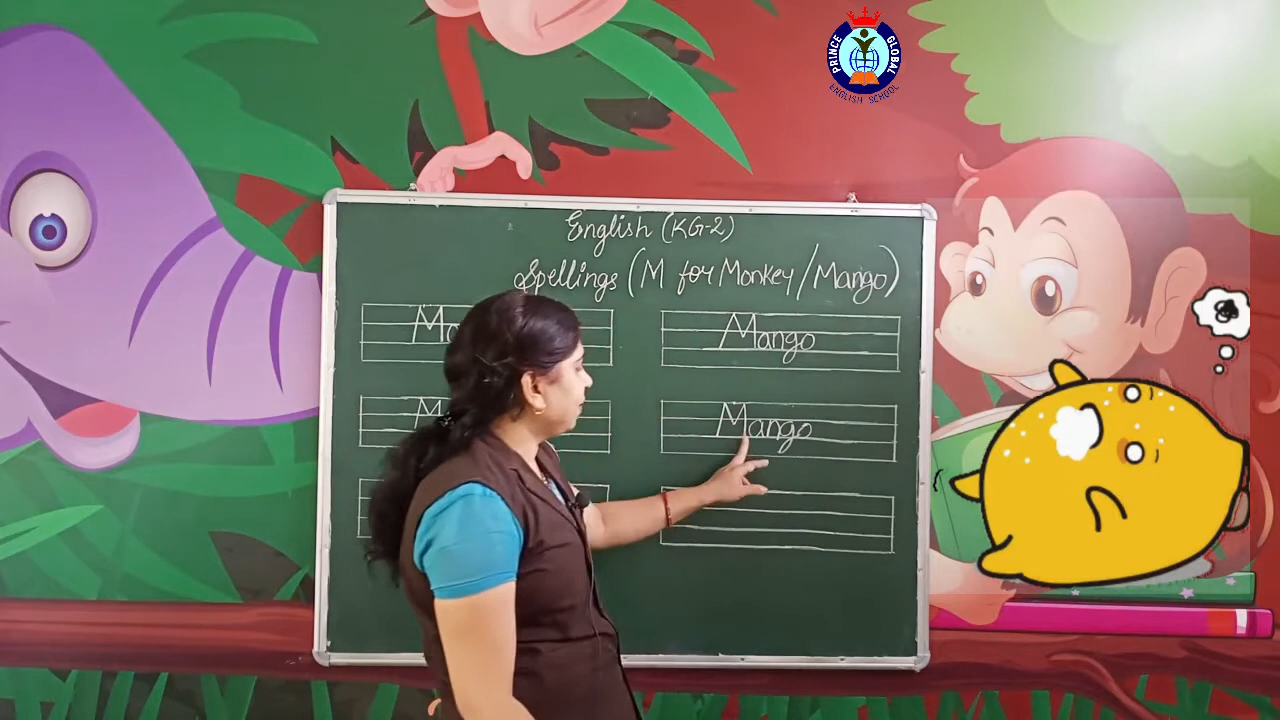 PRINCE GLOBAL
ENGLISH SCHOOL
English (KG-2)
Spellings (M for Monkey/Mango)
Mango
Mango